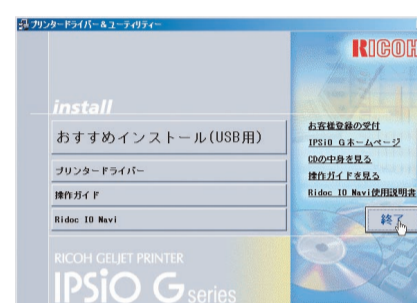 プリンタードライバー＆ユーティリティー
RICOH
install
おすすめインストール(USB用)
プリンタードライバー
操作ガイド
Ridoc IO Navi
お客様登録の受付
IPSiO Gホームページ
CDの中身を見る
操作ガイドを見る
Ridoc IO Navi使用説明書
終了
RICOH GELJET PRINTER
IPSiO G series